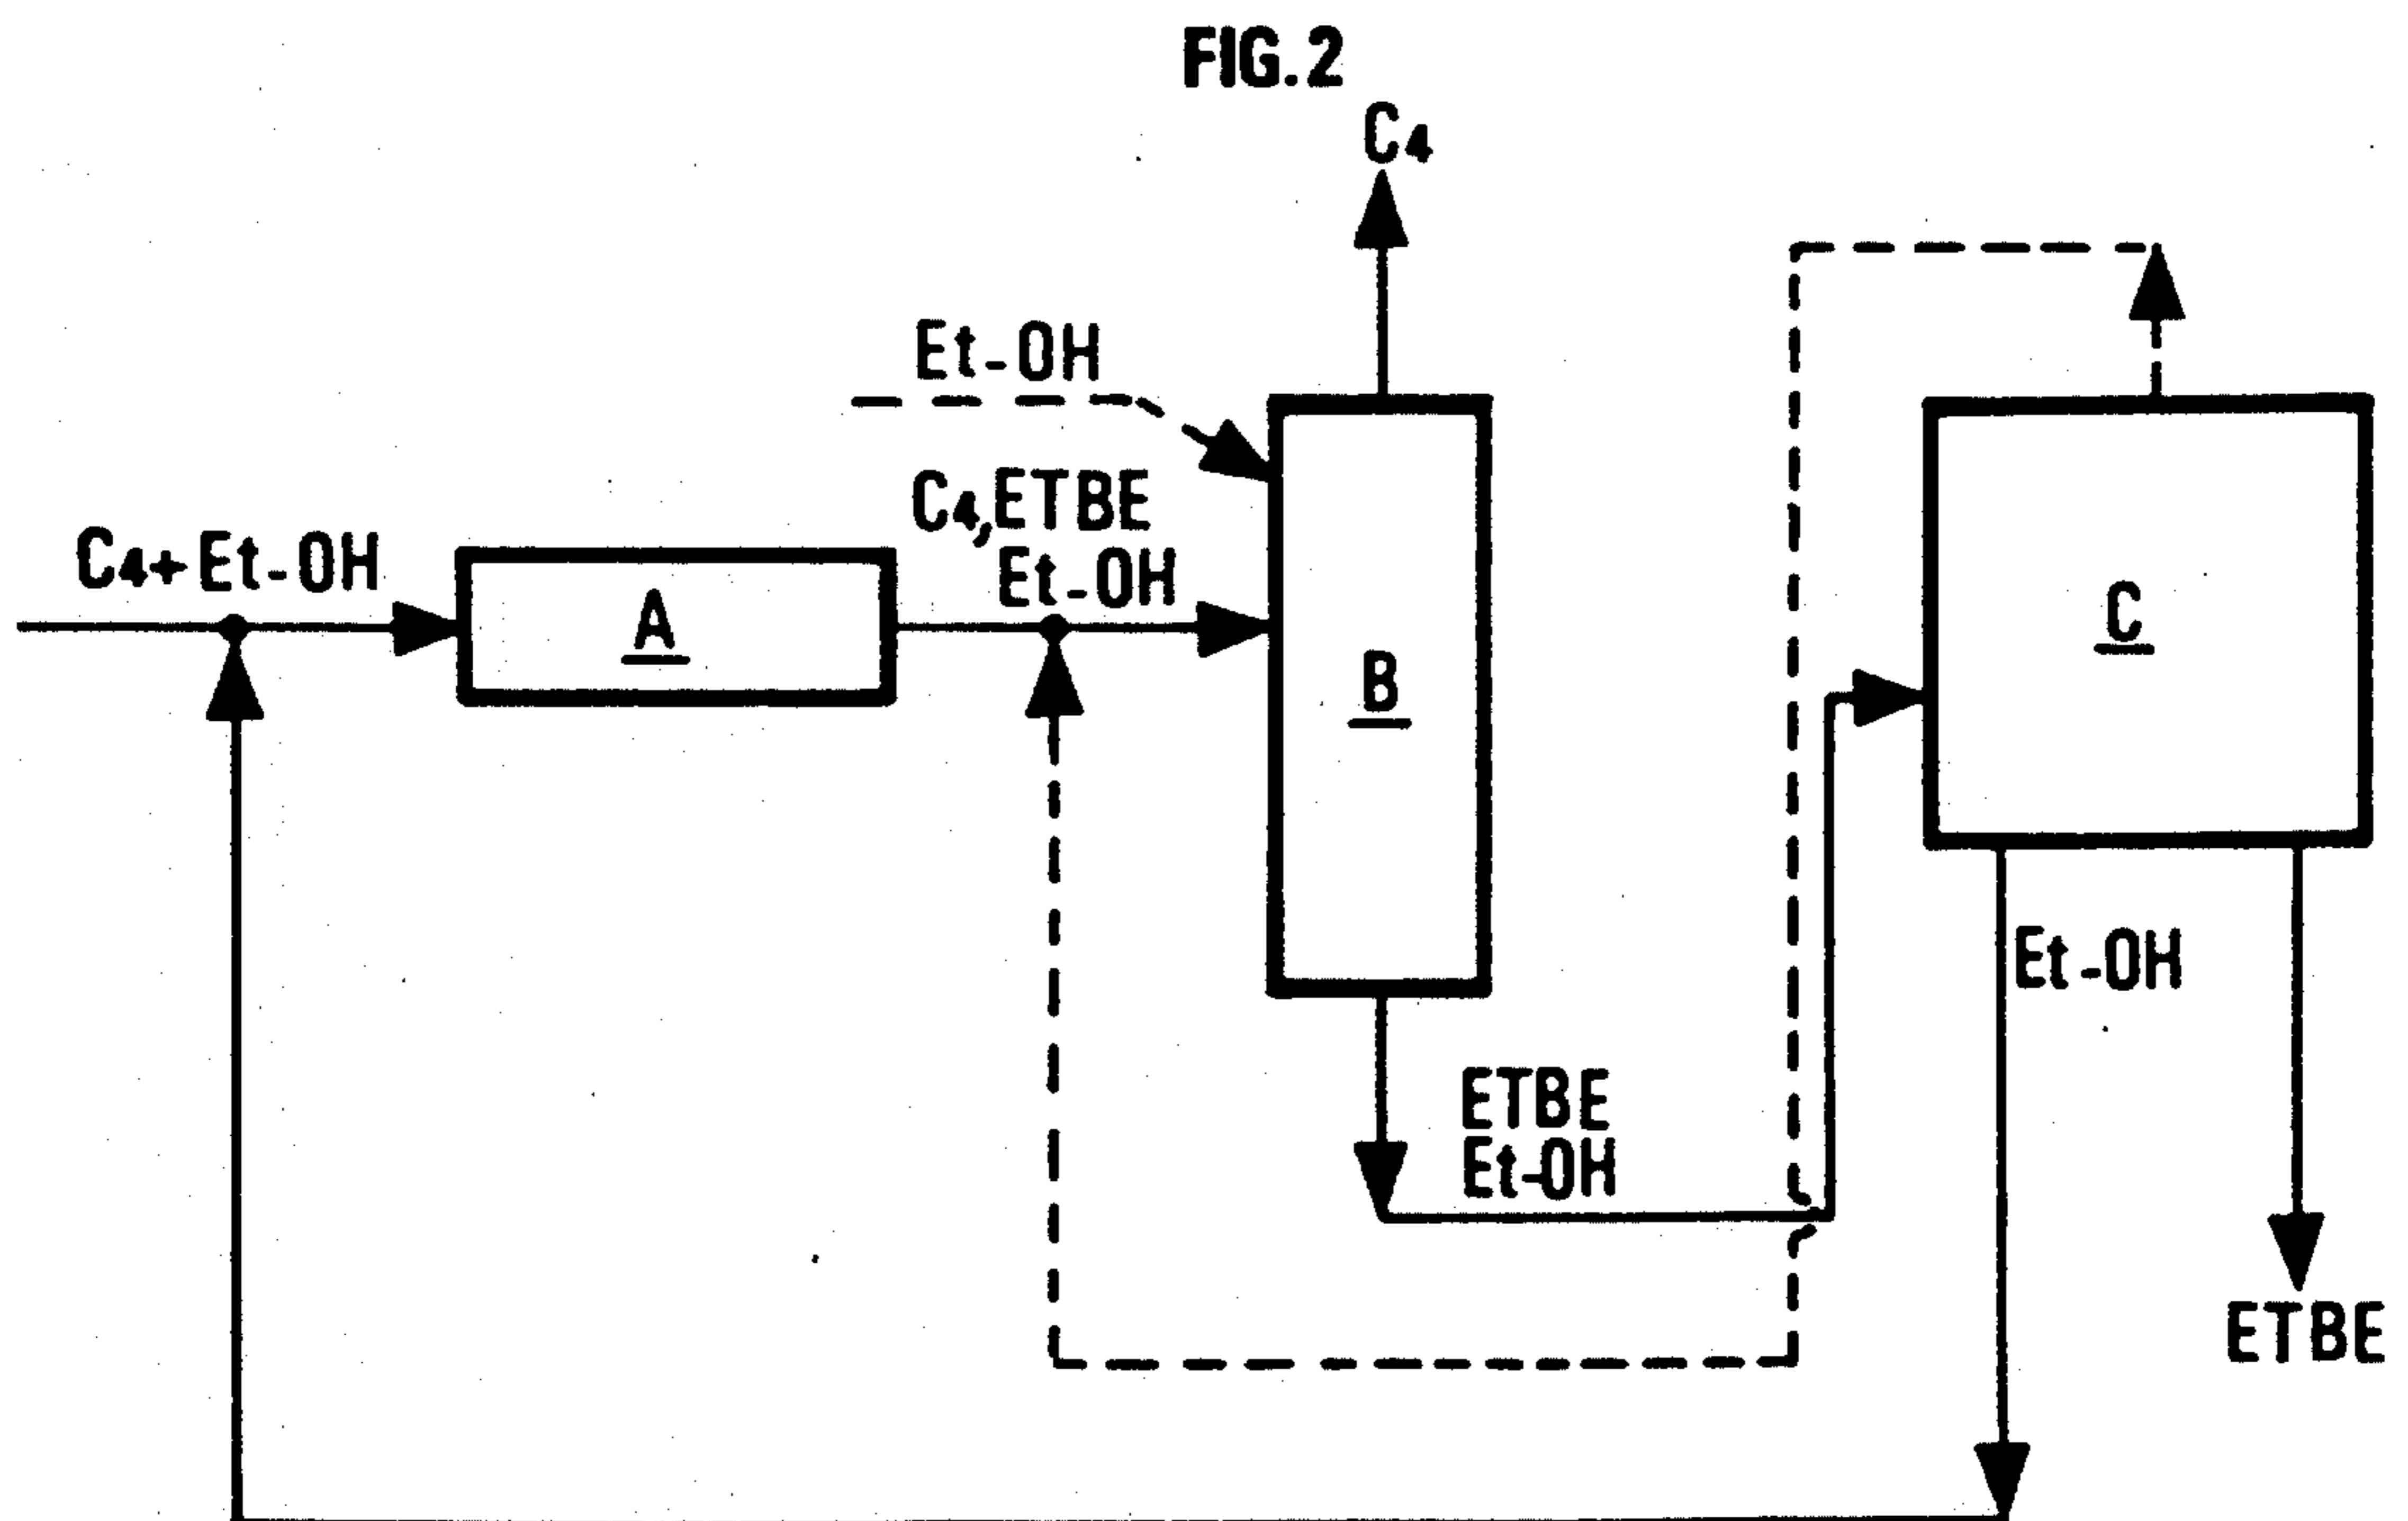 FIG.2
C4
Et-OH
C4,ETBE
Et-OH
C4+Et-OH
A
B
C
Et-OH
ETBE
Et-OH
ETBE